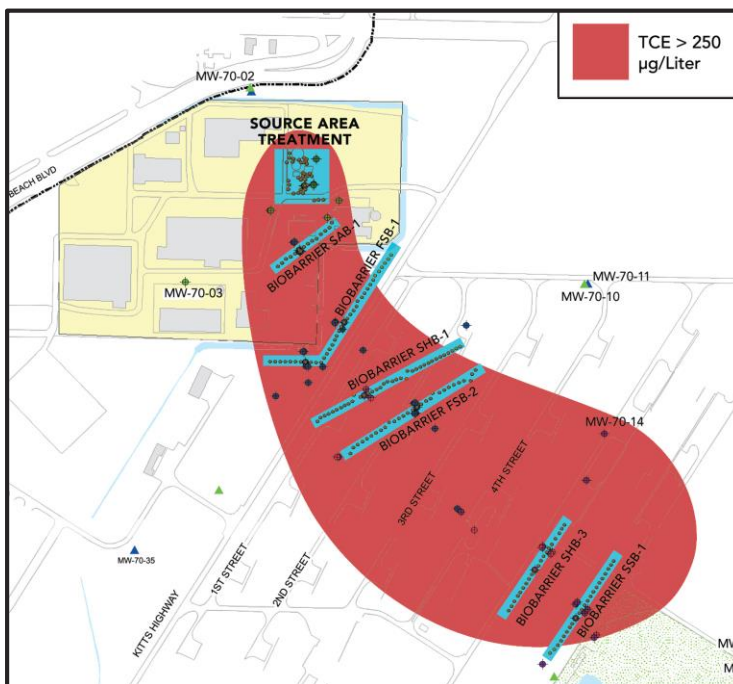 TCE > 250
µg/Liter
MW-70-02
SOURCE AREA
TREATMENT
BEACH BLVD
BIOBARRIER SAB-1
BIOBARRIER FSB-1
MW-70-11
MW-70-10
MW-70-03
BIOBARRIER SHB-1
BIOBARRIER FSB-2
MW-70-14
3RD STREET
4TH STREET
MW-70-35
1ST STREET
2ND STREET
KITTS HIGHWAY
BIOBARRIER SHB-3
BIOBARRIER SSB-1
MW
M